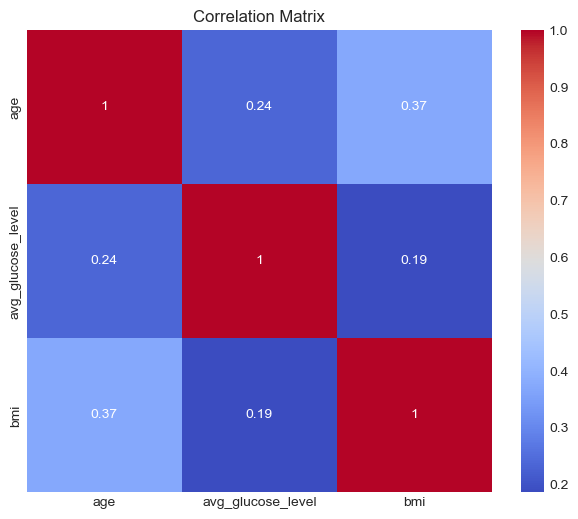 Correlation Matrix
age
1
0.24
0.37
avg_glucose_level
0.24
1
0.19
bmi
0.37
0.19
1
age
avg_glucose_level
bmi
1.0
0.9
0.8
0.7
0.6
0.5
0.4
0.3
0.2